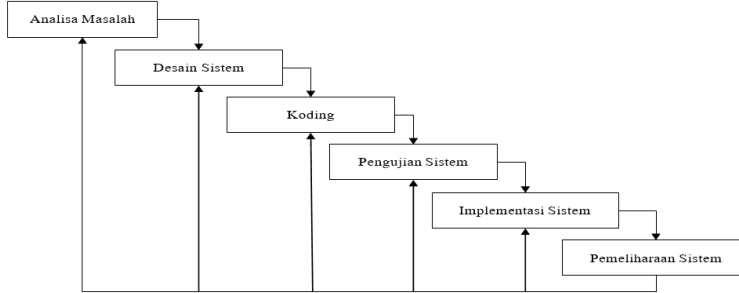 Analisa Masalah
Desain Sistem
Koding
Pengujian Sistem
Implementasi Sistem
Pemeliharaan Sistem